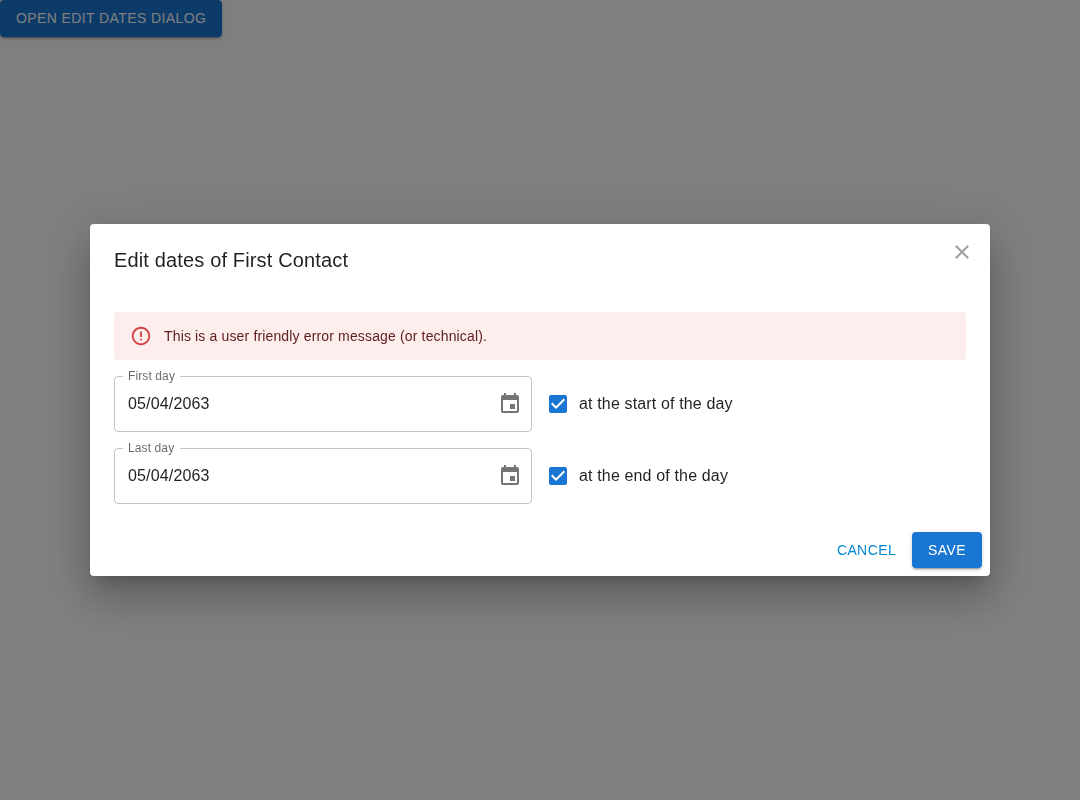 OPEN EDIT DATES DIALOG
Edit dates of First Contact
This is a user friendly error message (or technical).
First day
05/04/2063
at the start of the day
Last day
05/04/2063
at the end of the day
CANCEL
SAVE